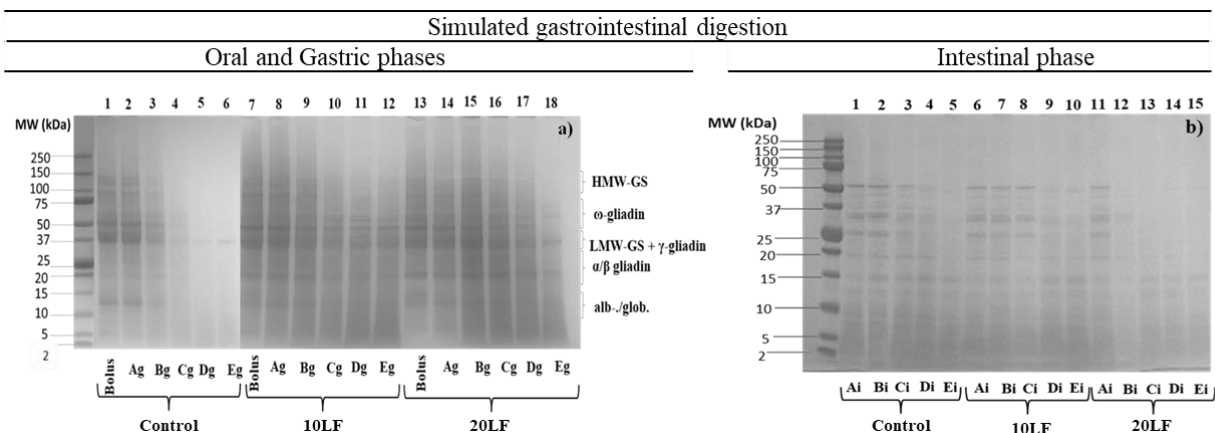 Simulated gastrointestinal digestion
Oral and Gastric phases
Intestinal phase
1 2 3 4 5 6 7 8 9 10 11 12 13 14 15 16 17 18
MW (kDa)
a)
250
150
100
75
50
37
25
20
15
10
5
2
HMW-GS
ω-gliadin
LMW-GS + γ-gliadin
α/β gliadin
alb-./glob.
Bolus Ag Bg Cg Dg Eg Bolus Ag Bg Cg Dg Eg Bolus Ag Bg Cg Dg Eg
Control 10LF 20LF
1 2 3 4 5 6 7 8 9 10 11 12 13 14 15
MW (kDa)
b)
250
150
100
75
50
37
25
20
15
10
5
2
Ai Bi Ci Di Ei Ai Bi Ci Di Ei Ai Bi Ci Di Ei
Control 10LF 20LF